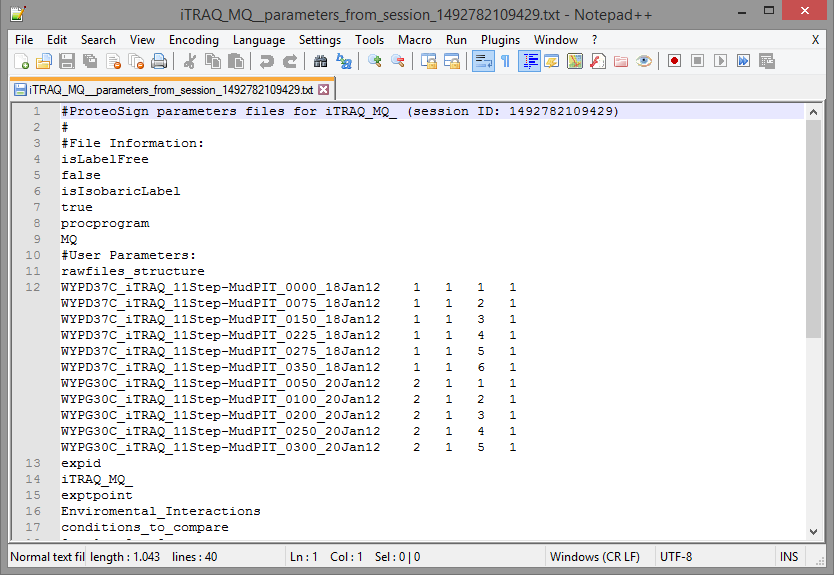 iTRAQ_MQ__parameters_from_session_1492782109429.txt - Notepad++
File Edit Search View Encoding Language Settings Tools Macro Run Plugins Window ? X
iTRAQ_MQ__parameters_from_session_1492782109429.txt
1 #ProteoSign parameters files for iTRAQ_MQ_ (session ID: 1492782109429)
2 #
3 #File Information:
4 isLabelFree
5 false
6 isIsobaricLabel
7 true
8 procprogram
9 MQ
10 #User Parameters:
11 rawfiles_structure
12 WYPD37C_iTRAQ_11Step-MudPIT_0000_18Jan12 1 1 1 1
WYPD37C_iTRAQ_11Step-MudPIT_0075_18Jan12 1 1 2 1
WYPD37C_iTRAQ_11Step-MudPIT_0150_18Jan12 1 1 3 1
WYPD37C_iTRAQ_11Step-MudPIT_0225_18Jan12 1 1 4 1
WYPD37C_iTRAQ_11Step-MudPIT_0275_18Jan12 1 1 5 1
WYPD37C_iTRAQ_11Step-MudPIT_0350_18Jan12 1 1 6 1
WYPG30C_iTRAQ_11Step-MudPIT_0050_20Jan12 2 1 1 1
WYPG30C_iTRAQ_11Step-MudPIT_0100_20Jan12 2 1 2 1
WYPG30C_iTRAQ_11Step-MudPIT_0200_20Jan12 2 1 3 1
WYPG30C_iTRAQ_11Step-MudPIT_0250_20Jan12 2 1 4 1
WYPG30C_iTRAQ_11Step-MudPIT_0300_20Jan12 2 1 5 1
13 expid
14 iTRAQ_MQ_
15 exptpoint
16 Enviromental_Interactions
17 conditions_to_compare
Normal text fil length : 1.043 lines : 40 Ln : 1 Col : 1 Sel : 0 | 0 Windows (CR LF) UTF-8 INS